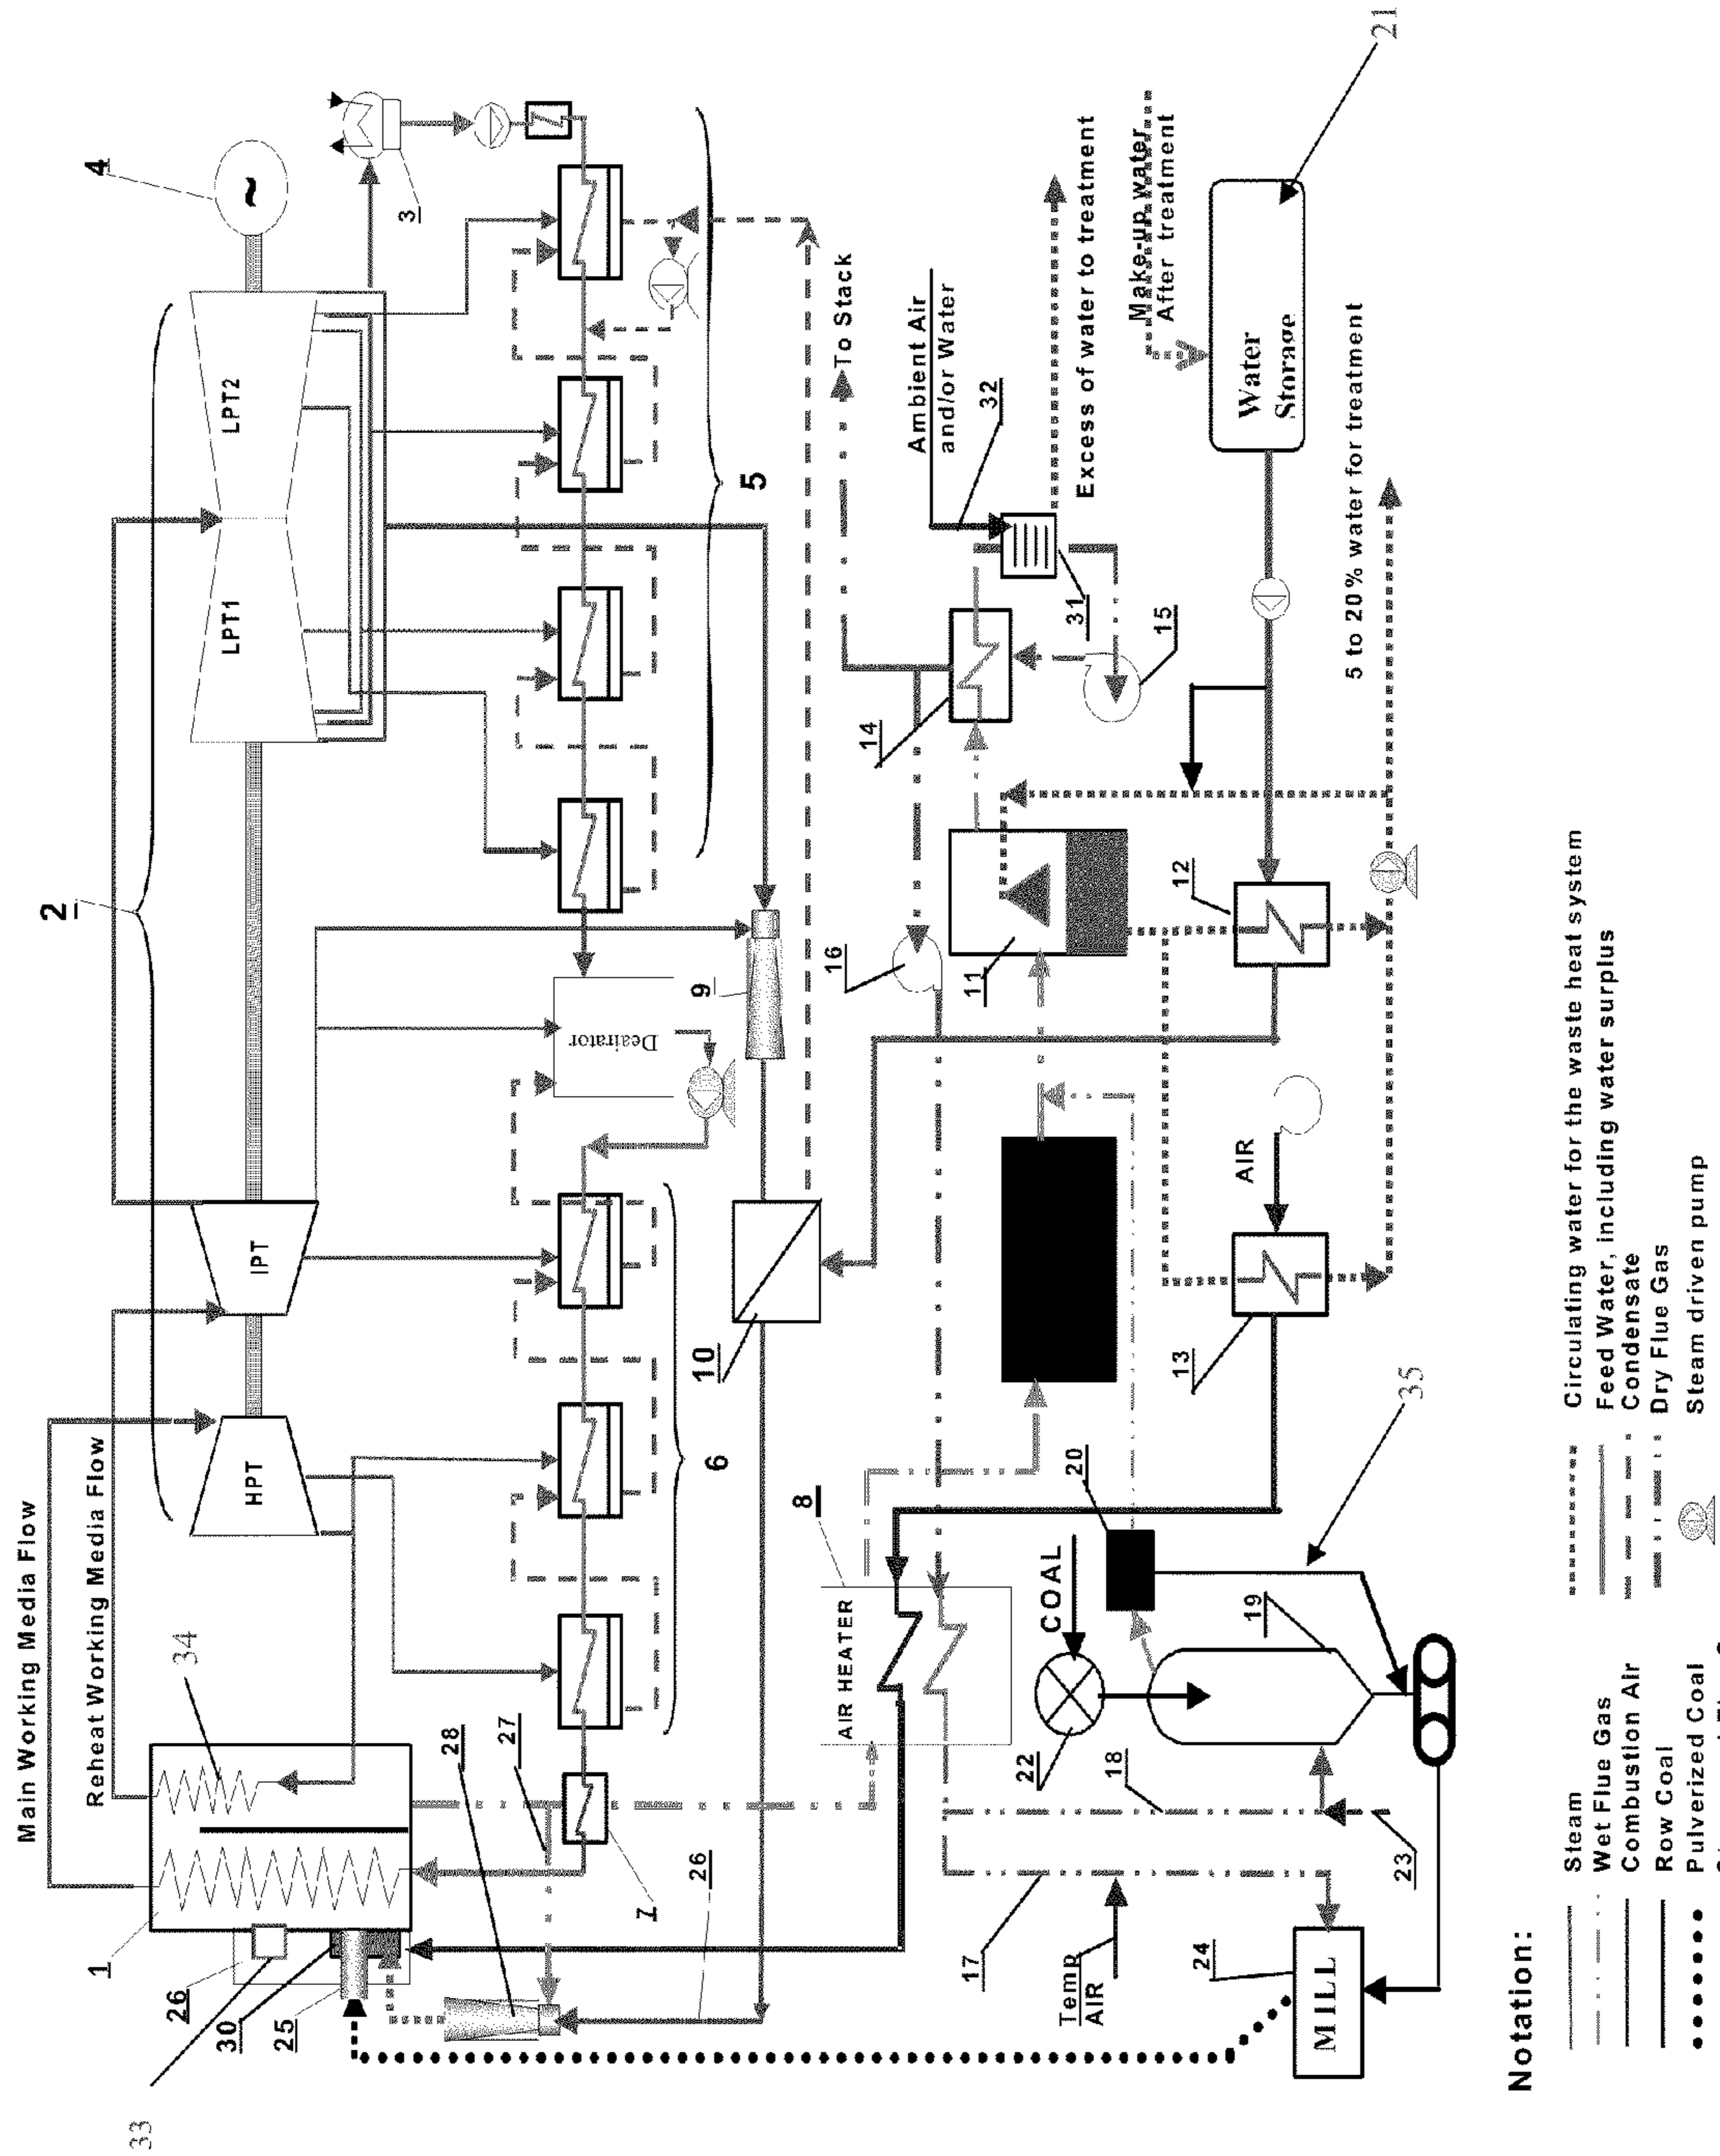 Main Working Media Flow
Reheat Working Media Flow
33
26
30
25
1
34
28
27
7
26
2
HPT
IPT
LPT1
LPT2
4
3
6
5
Deairator
9
10
8
AIR HEATER
COAL
22
20
19
18
17
23
24
Temp
AIR
MILL
35
13
AIR
12
11
16
14
15
31
32
To Stack
Ambient Air
and/or Water
Excess of water to treatment
Make-up water
After treatment
Water
Storage
21
5 to 20% water for treatment
Notation:
Steam
Wet Flue Gas
Combustion Air
Row Coal
Pulverized Coal
Circulating water for the waste heat system
Feed Water, including water surplus
Condensate
Dry Flue Gas
Steam driven pump